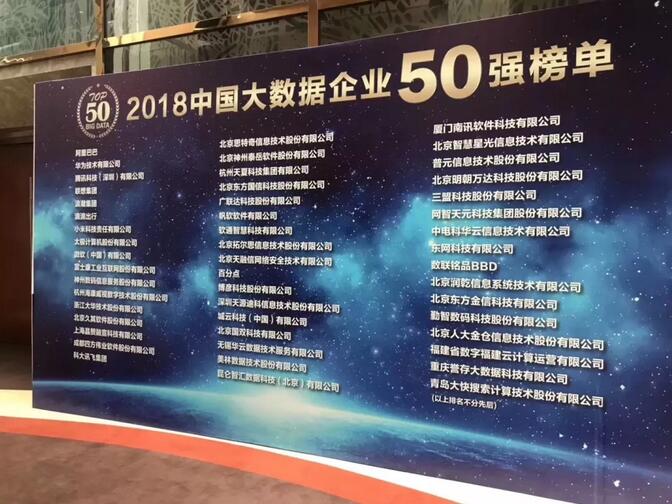 TOP
50
BIG DATA
2018中国大数据企业50强榜单
阿里巴巴
华为技术有限公司
腾讯科技（深圳）有限公司
联想集团
浪潮集团
滴滴出行
小米科技责任有限公司
太极计算机股份有限公司
微软（中国）有限公司
富士康工业互联网股份有限公司
神州数码信息服务股份有限公司
杭州海康威视数字技术股份有限公司
浙江大华技术股份有限公司
北京久其软件股份有限公司
上海晶赞融宣科技有限公司
成都四方伟业软件股份有限公司
科大讯飞集团
北京思特奇信息技术股份有限公司
北京神州泰岳软件股份有限公司
杭州天夏科技集团有限公司
北京东方国信科技股份有限公司
广联达科技股份有限公司
帆软软件有限公司
软通智慧科技有限公司
北京拓尔思信息技术股份有限公司
北京天融信网络安全技术有限公司
百分点
博彦科技股份有限公司
深圳天源迪科信息技术股份有限公司
城云科技（中国）有限公司
北京国双科技有限公司
无锡华云数据技术服务有限公司
美林数据技术股份有限公司
昆仑智汇数据科技（北京）有限公司
厦门南讯软件科技有限公司
北京智慧星光信息技术有限公司
普元信息技术股份有限公司
北京明朝万达科技股份有限公司
三盟科技股份有限公司
网智天元科技集团股份有限公司
中电科华云信息技术有限公司
东网科技有限公司
数联铭品BBD
北京润乾信息系统技术有限公司
北京东方金信科技有限公司
勤智数码科技股份有限公司
北京人大金仓信息技术股份有限公司
福建省数字福建云计算运营有限公司
重庆誉存大数据科技有限公司
青岛大快搜索计算技术股份有限公司
(以上排名不分先后)